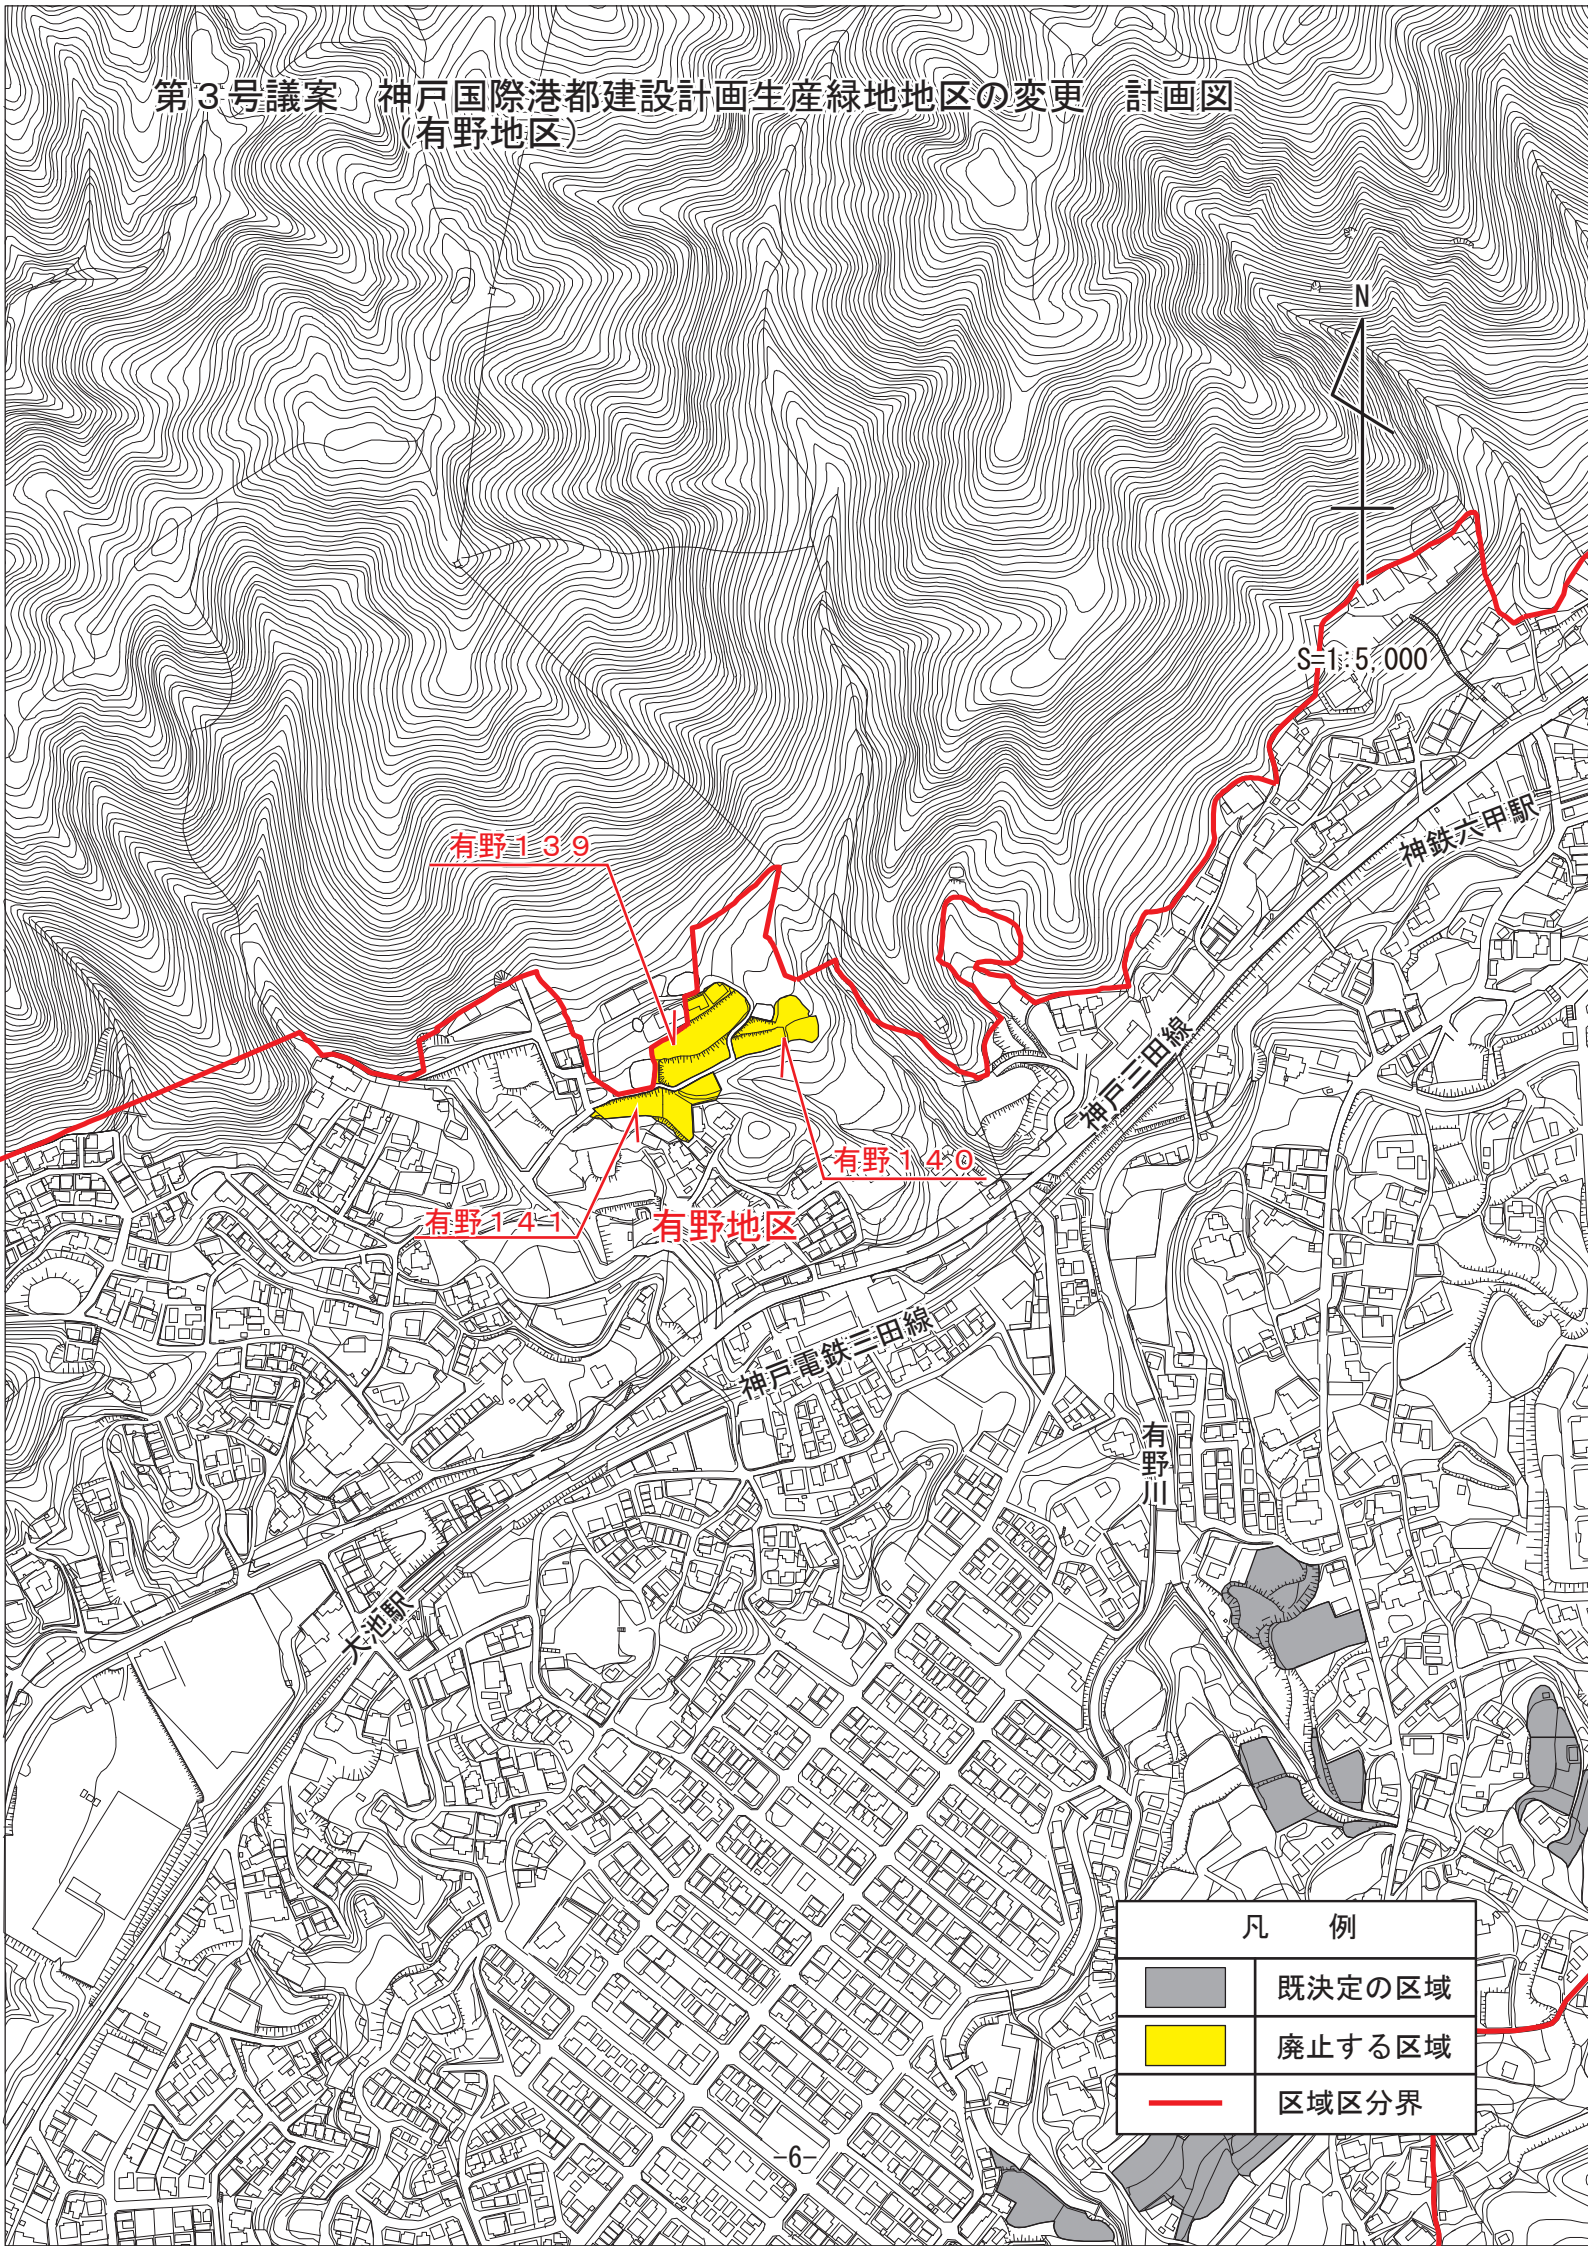 第３号議案　神戸国際港都建設計画生産緑地地区の変更　計画図
（有野地区）
N
S=1:5,000
神鉄六甲駅
有野１３９
神戸三田線
有野１４０
有野１４１
有野地区
神戸電鉄三田線
有野川
大池駅
凡　例
既決定の区域
廃止する区域
区域区分界
-6-